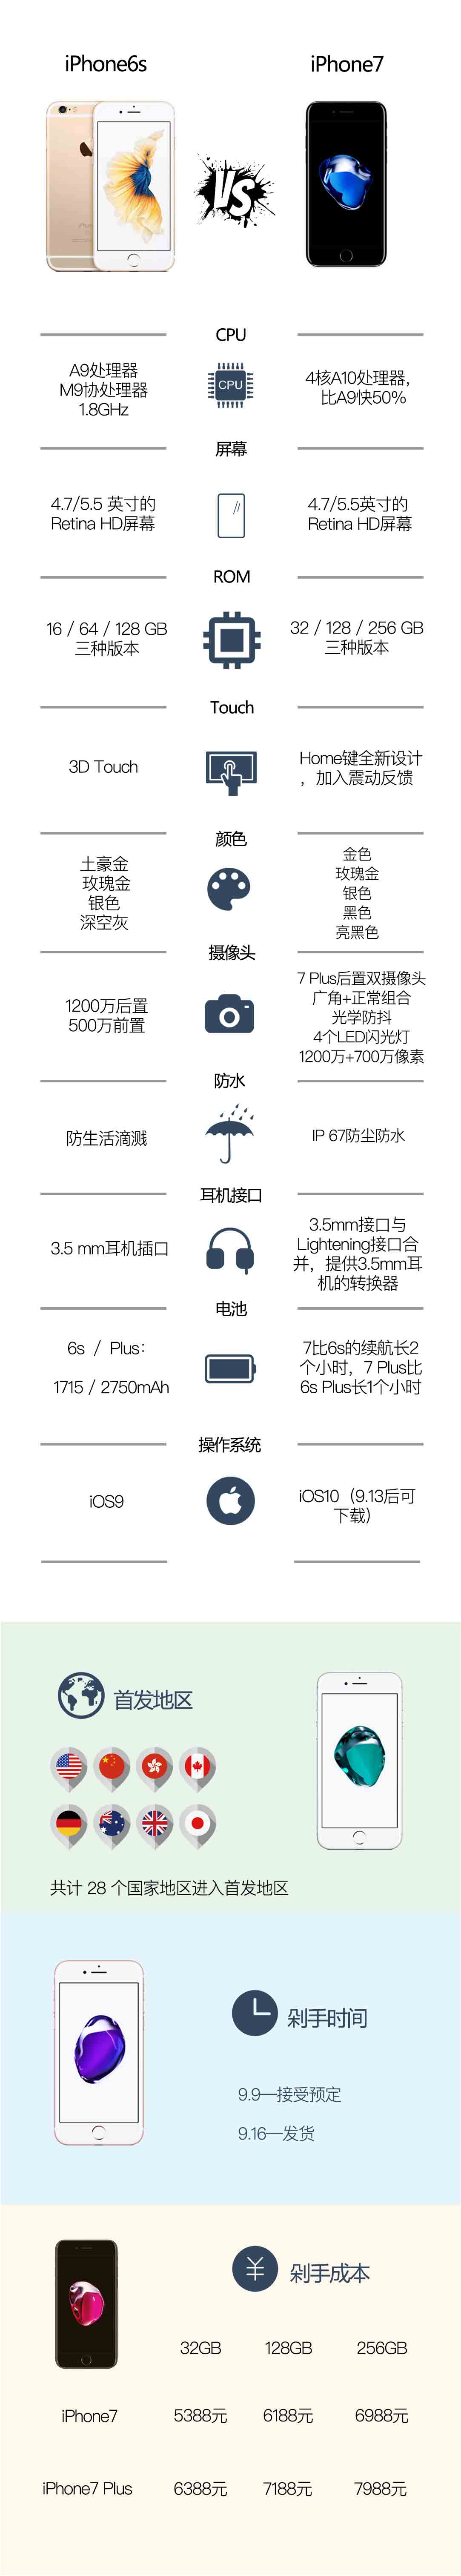 iPhone6s
iPhone7
VS
CPU
A9处理器
M9协处理器
1.8GHz
CPU
4核A10处理器，
比A9快50%
屏幕
4.7/5.5 英寸的
Retina HD屏幕
4.7/5.5英寸的
Retina HD屏幕
ROM
16 / 64 / 128 GB
三种版本
32 / 128 / 256 GB
三种版本
Touch
3D Touch
Home键全新设计
，加入震动反馈
颜色
土豪金
玫瑰金
银色
深空灰
金色
玫瑰金
银色
黑色
亮黑色
摄像头
1200万后置
500万前置
7 Plus后置双摄像头
广角+正常组合
光学防抖
4个LED闪光灯
1200万+700万像素
防水
防生活滴溅
IP 67防尘防水
耳机接口
3.5 mm耳机插口
3.5mm接口与
Lightening接口合
并，提供3.5mm耳
机的转换器
电池
6s / Plus：
1715 / 2750mAh
7比6s的续航长2
个小时，7 Plus比
6s Plus长1个小时
操作系统
iOS9
iOS10（9.13后可
下载）
首发地区
共计 28 个国家地区进入首发地区
剁手时间
9.9—接受预定
9.16—发货
¥ 剁手成本
32GB 128GB 256GB
iPhone7 5388元 6188元 6988元
iPhone7 Plus 6388元 7188元 7988元